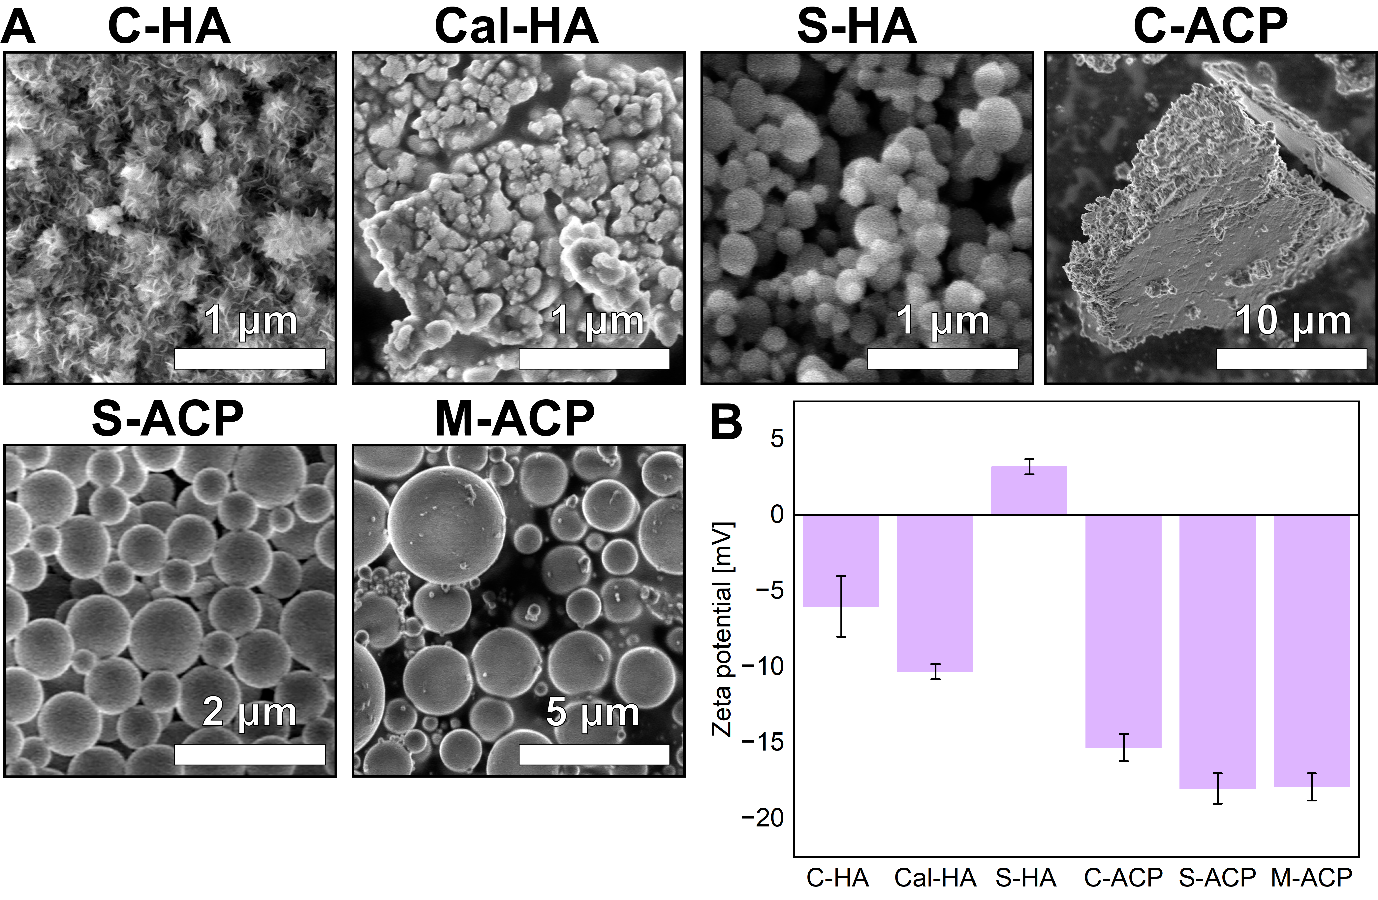 A C-HA Cal-HA S-HA C-ACP
1 μm 1 μm 1 μm 10 μm
S-ACP M-ACP
2 μm 5 μm
B
Zeta potential [mV]
5
0
−5
−10
−15
−20
C-HA Cal-HA S-HA C-ACP S-ACP M-ACP